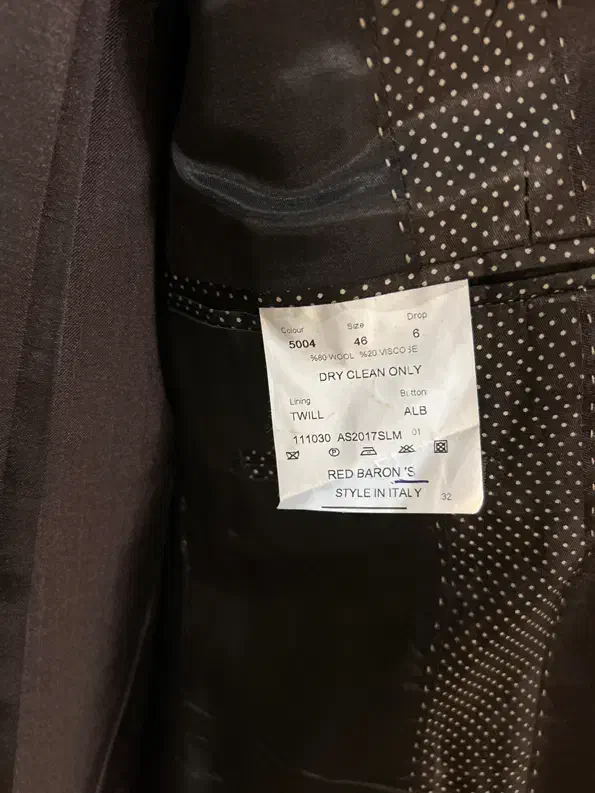 Colour Size Drop
5004 46 6
%80 WOOL %20 VISCOSE
DRY CLEAN ONLY
Lining Button
TWILL ALB
111030 AS2017SLM 01
RED BARON 'S
STYLE IN ITALY 32